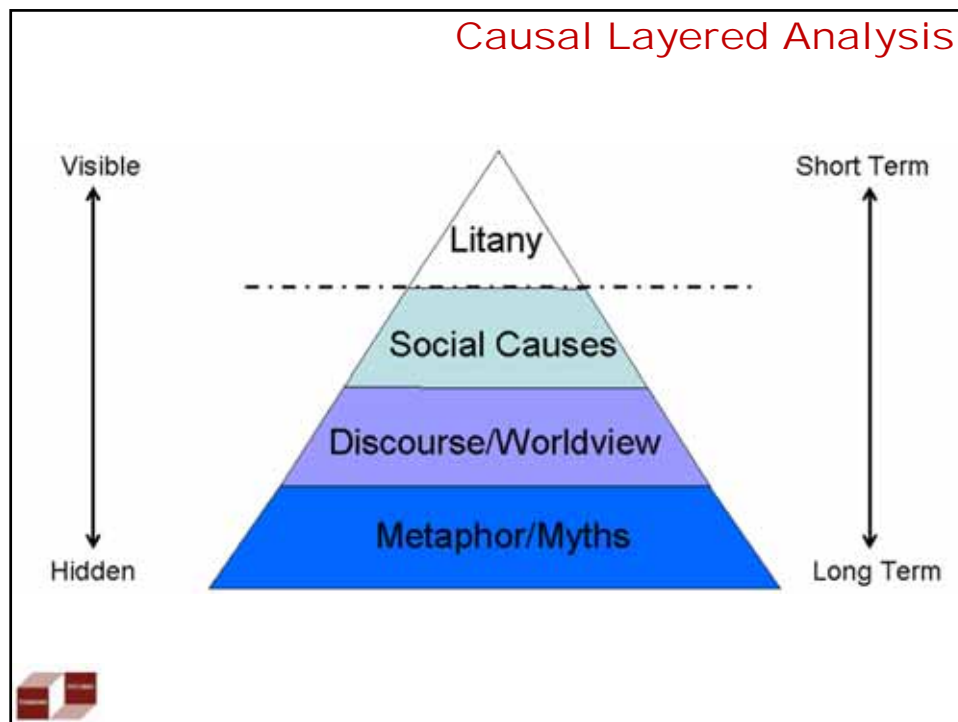 Causal Layered Analysis
Visible
Short Term
Litany
Social Causes
Discourse/Worldview
Metaphor/Myths
Hidden
Long Term